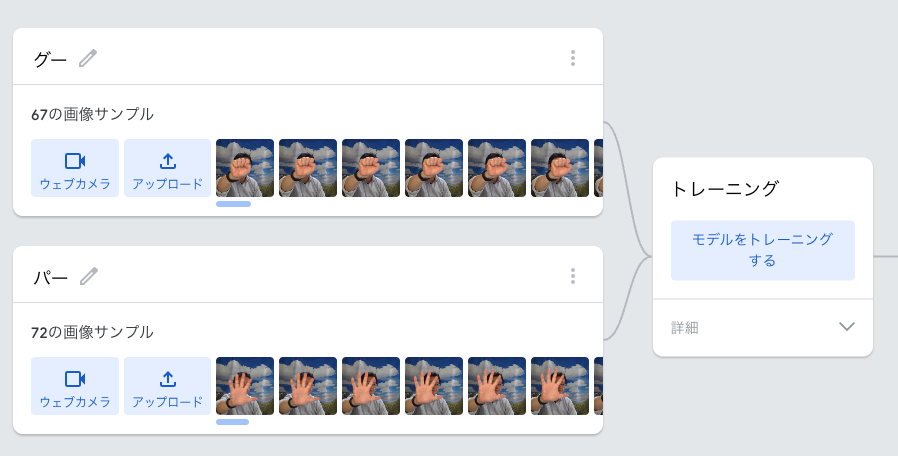 グー
67の画像サンプル
ウェブカメラ
アップロード
パー
72の画像サンプル
ウェブカメラ
アップロード
トレーニング
モデルをトレーニング
する
詳細